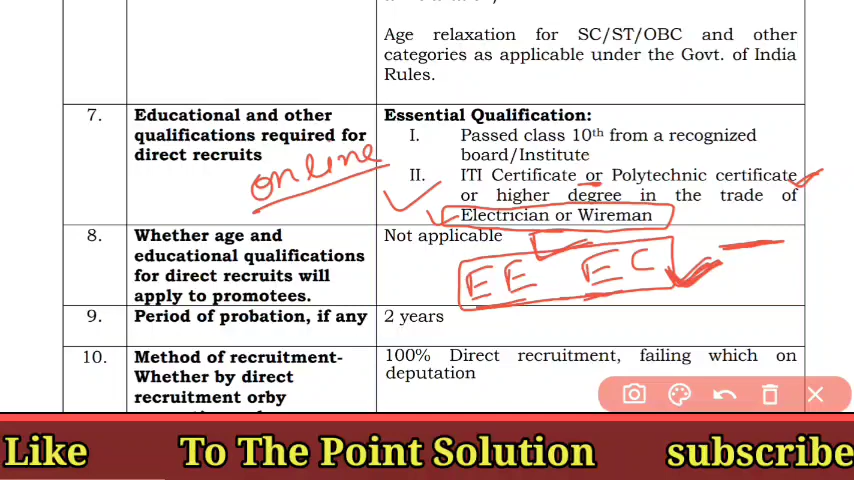 Age relaxation for SC/ST/OBC and other
categories as applicable under the Govt. of India
Rules.
7.
Educational and other
qualifications required for
direct recruits
Essential Qualification:
I. Passed class 10th from a recognized
board/Institute
II. ITI Certificate or Polytechnic certificate
or higher degree in the trade of
Electrician or Wireman
online
8.
Whether age and
educational qualifications
for direct recruits will
apply to promotees.
Not applicable
EE EC
9.
Period of probation, if any
2 years
10.
Method of recruitment-
Whether by direct
recruitment orby
100% Direct recruitment, failing which on
deputation
Like To The Point Solution subscribe